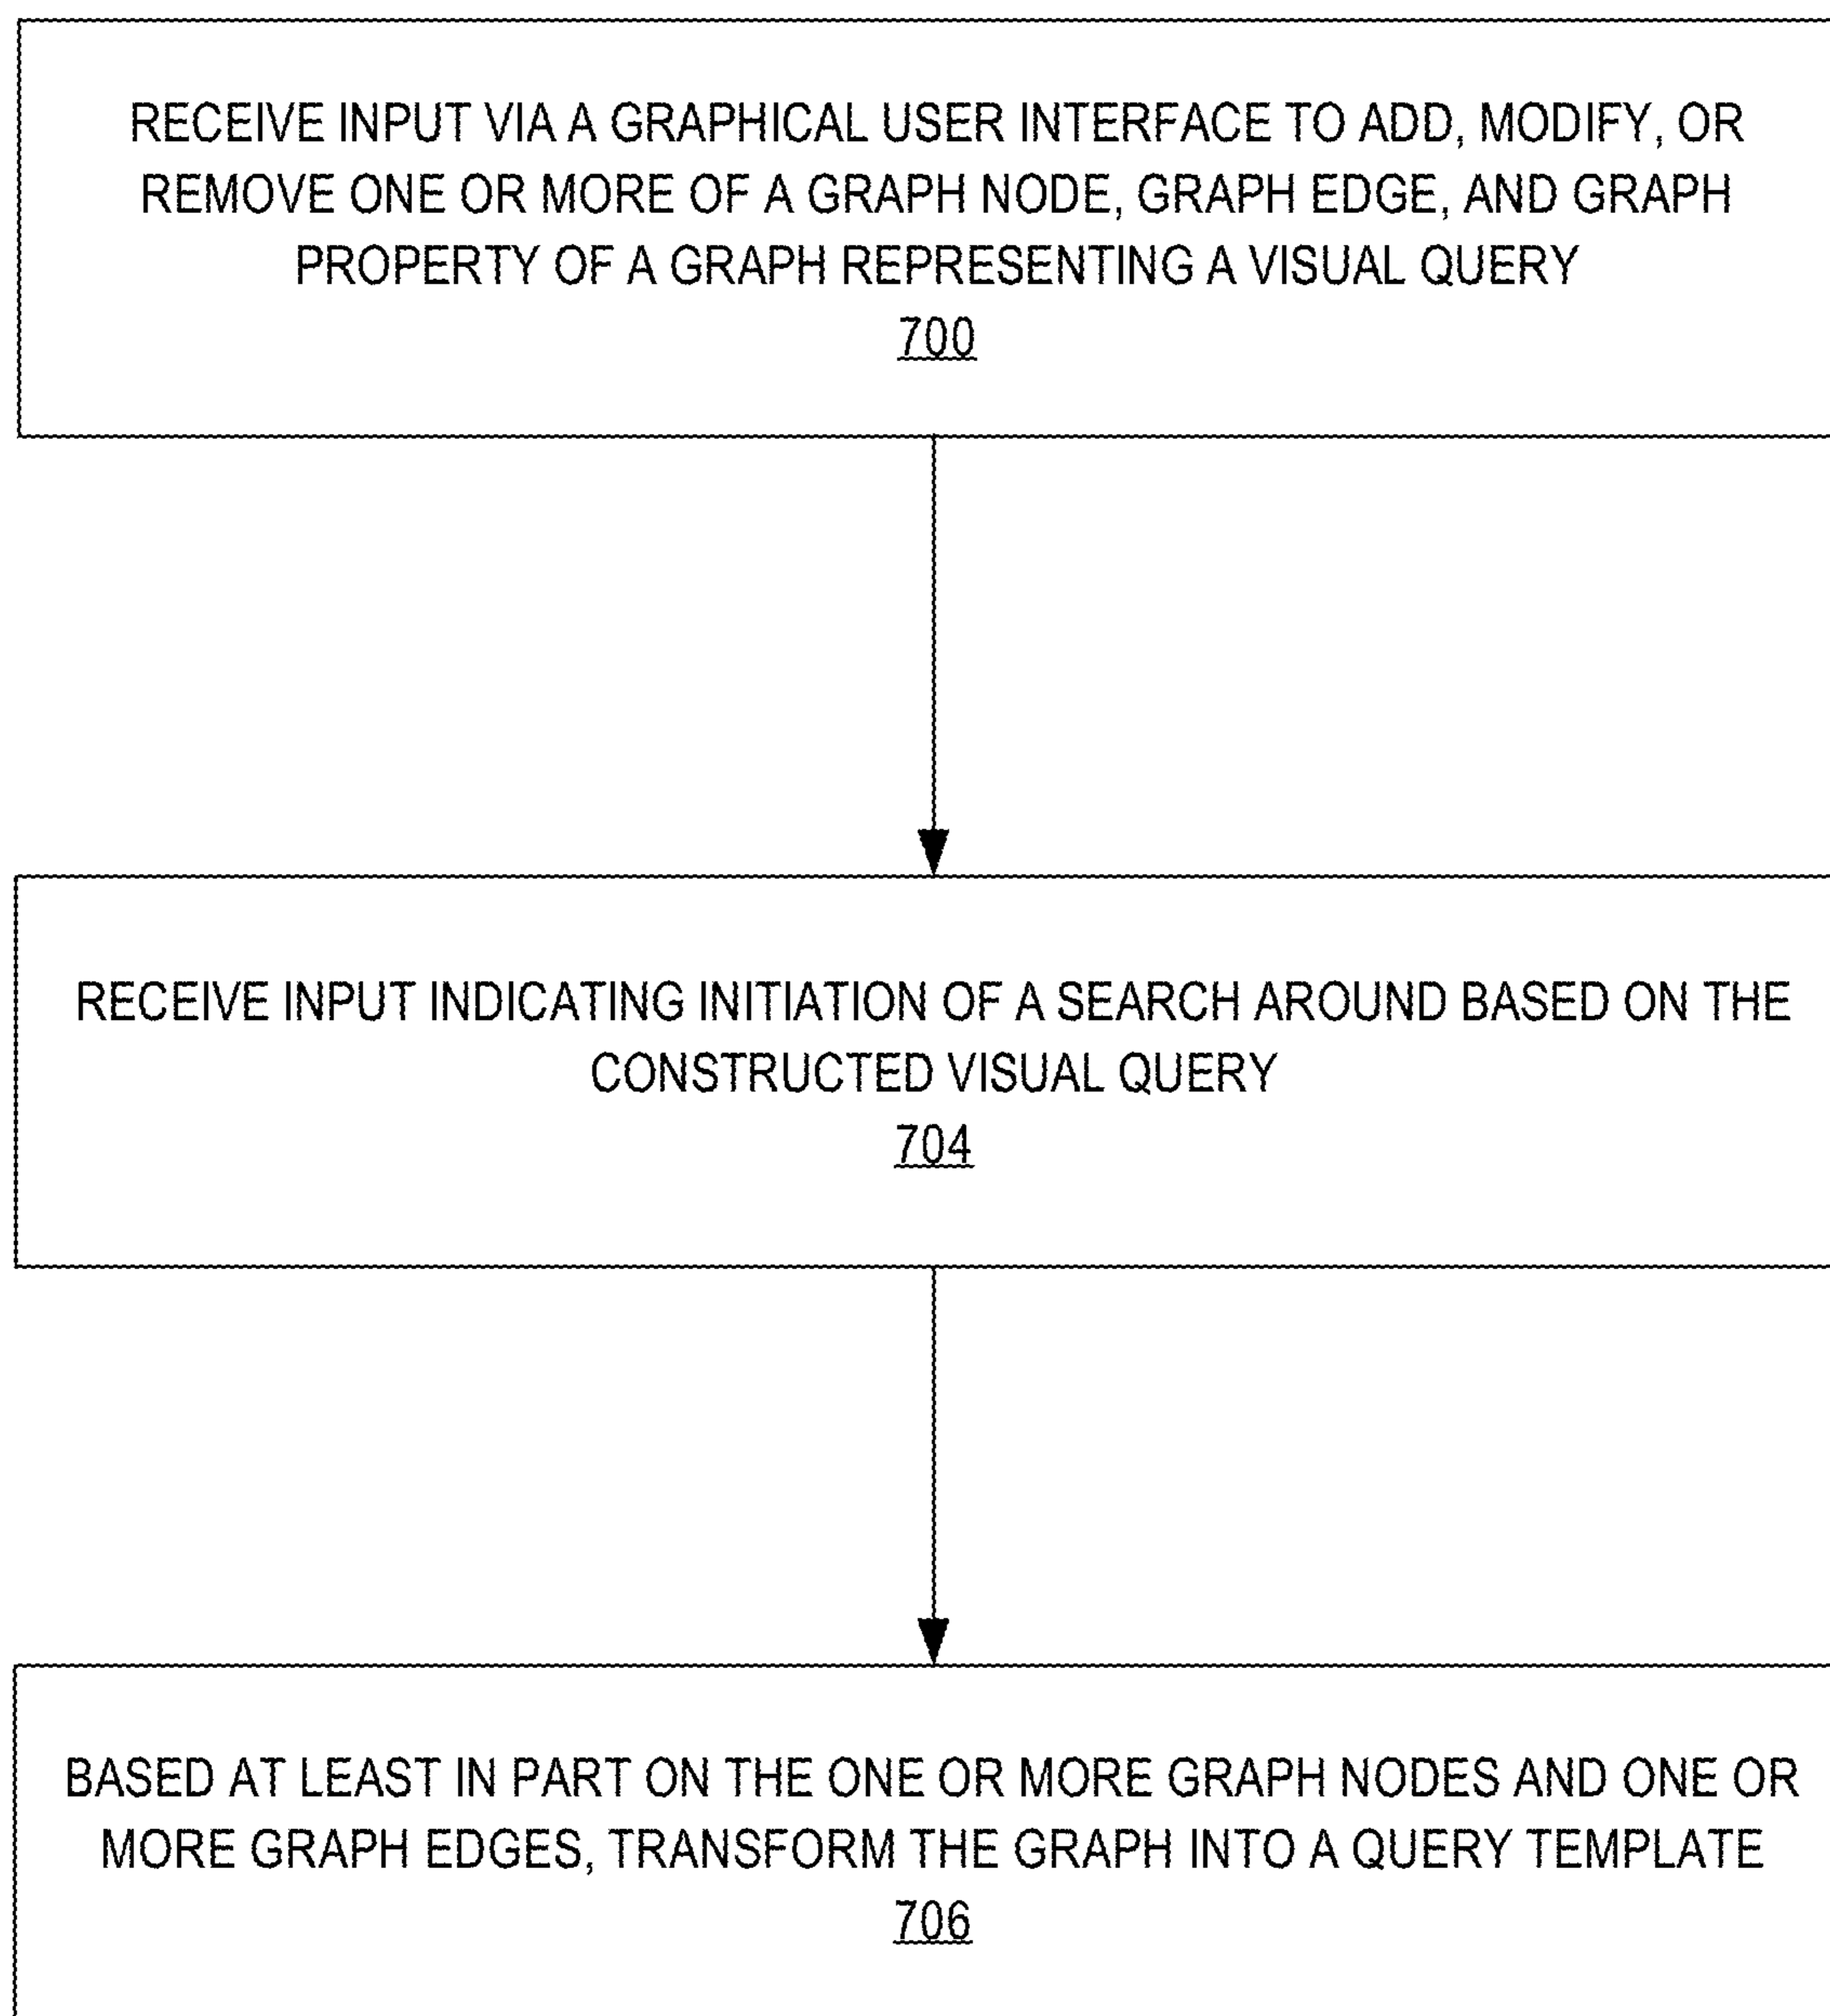 RECEIVE INPUT VIA A GRAPHICAL USER INTERFACE TO ADD, MODIFY, OR
REMOVE ONE OR MORE OF A GRAPH NODE, GRAPH EDGE, AND GRAPH
PROPERTY OF A GRAPH REPRESENTING A VISUAL QUERY
700
RECEIVE INPUT INDICATING INITIATION OF A SEARCH AROUND BASED ON THE
CONSTRUCTED VISUAL QUERY
704
BASED AT LEAST IN PART ON THE ONE OR MORE GRAPH NODES AND ONE OR
MORE GRAPH EDGES, TRANSFORM THE GRAPH INTO A QUERY TEMPLATE
706